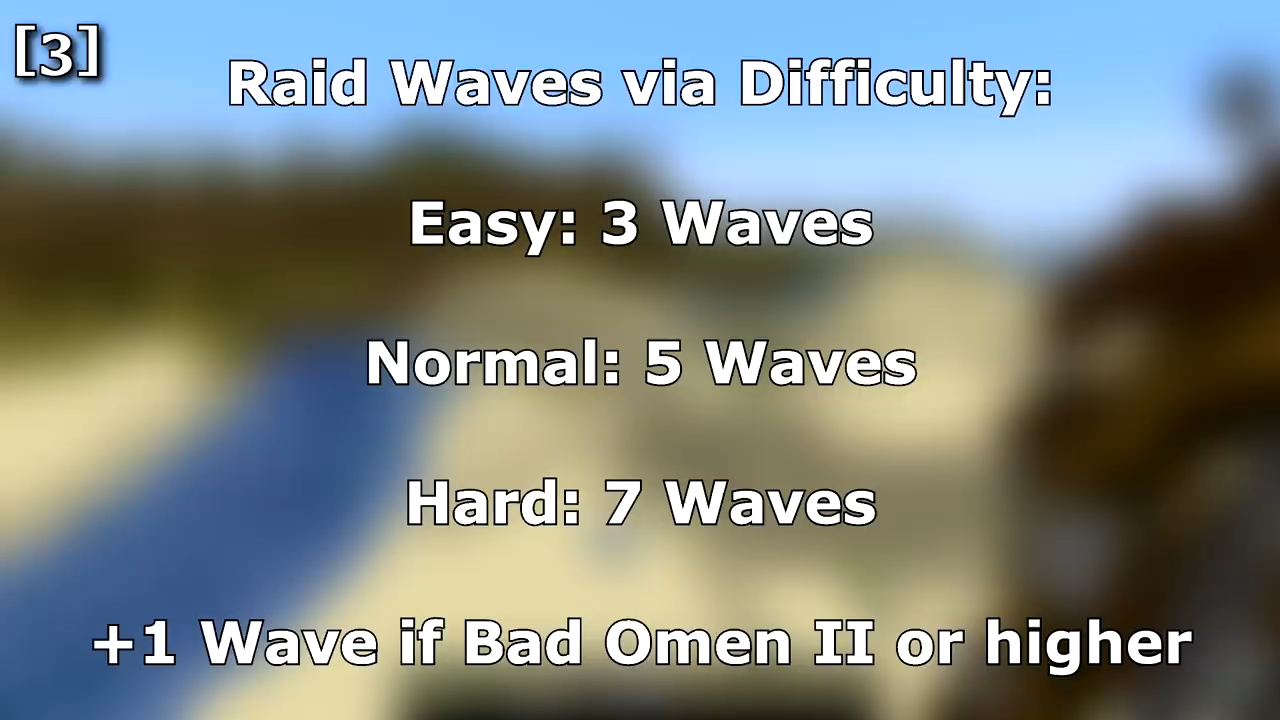 [3]
Raid Waves via Difficulty:
Easy: 3 Waves
Normal: 5 Waves
Hard: 7 Waves
+1 Wave if Bad Omen II or higher